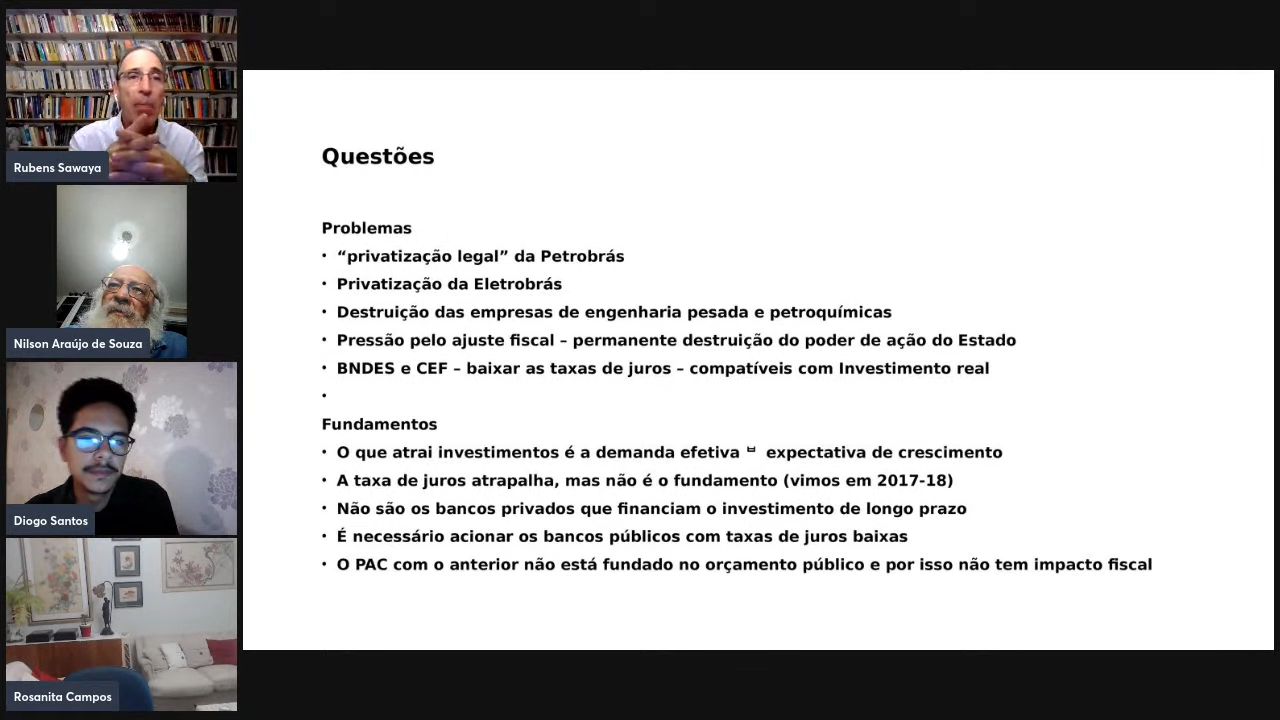 Rubens Sawaya
Nilson Araújo de Souza
Diogo Santos
Rosanita Campos
Questões
Problemas
• “privatização legal” da Petrobrás
• Privatização da Eletrobrás
• Destruição das empresas de engenharia pesada e petroquímicas
• Pressão pelo ajuste fiscal – permanente destruição do poder de ação do Estado
• BNDES e CEF – baixar as taxas de juros – compatíveis com Investimento real
•
Fundamentos
• O que atrai investimentos é a demanda efetiva expectativa de crescimento
• A taxa de juros atrapalha, mas não é o fundamento (vimos em 2017-18)
• Não são os bancos privados que financiam o investimento de longo prazo
• É necessário acionar os bancos públicos com taxas de juros baixas
• O PAC com o anterior não está fundado no orçamento público e por isso não tem impacto fiscal